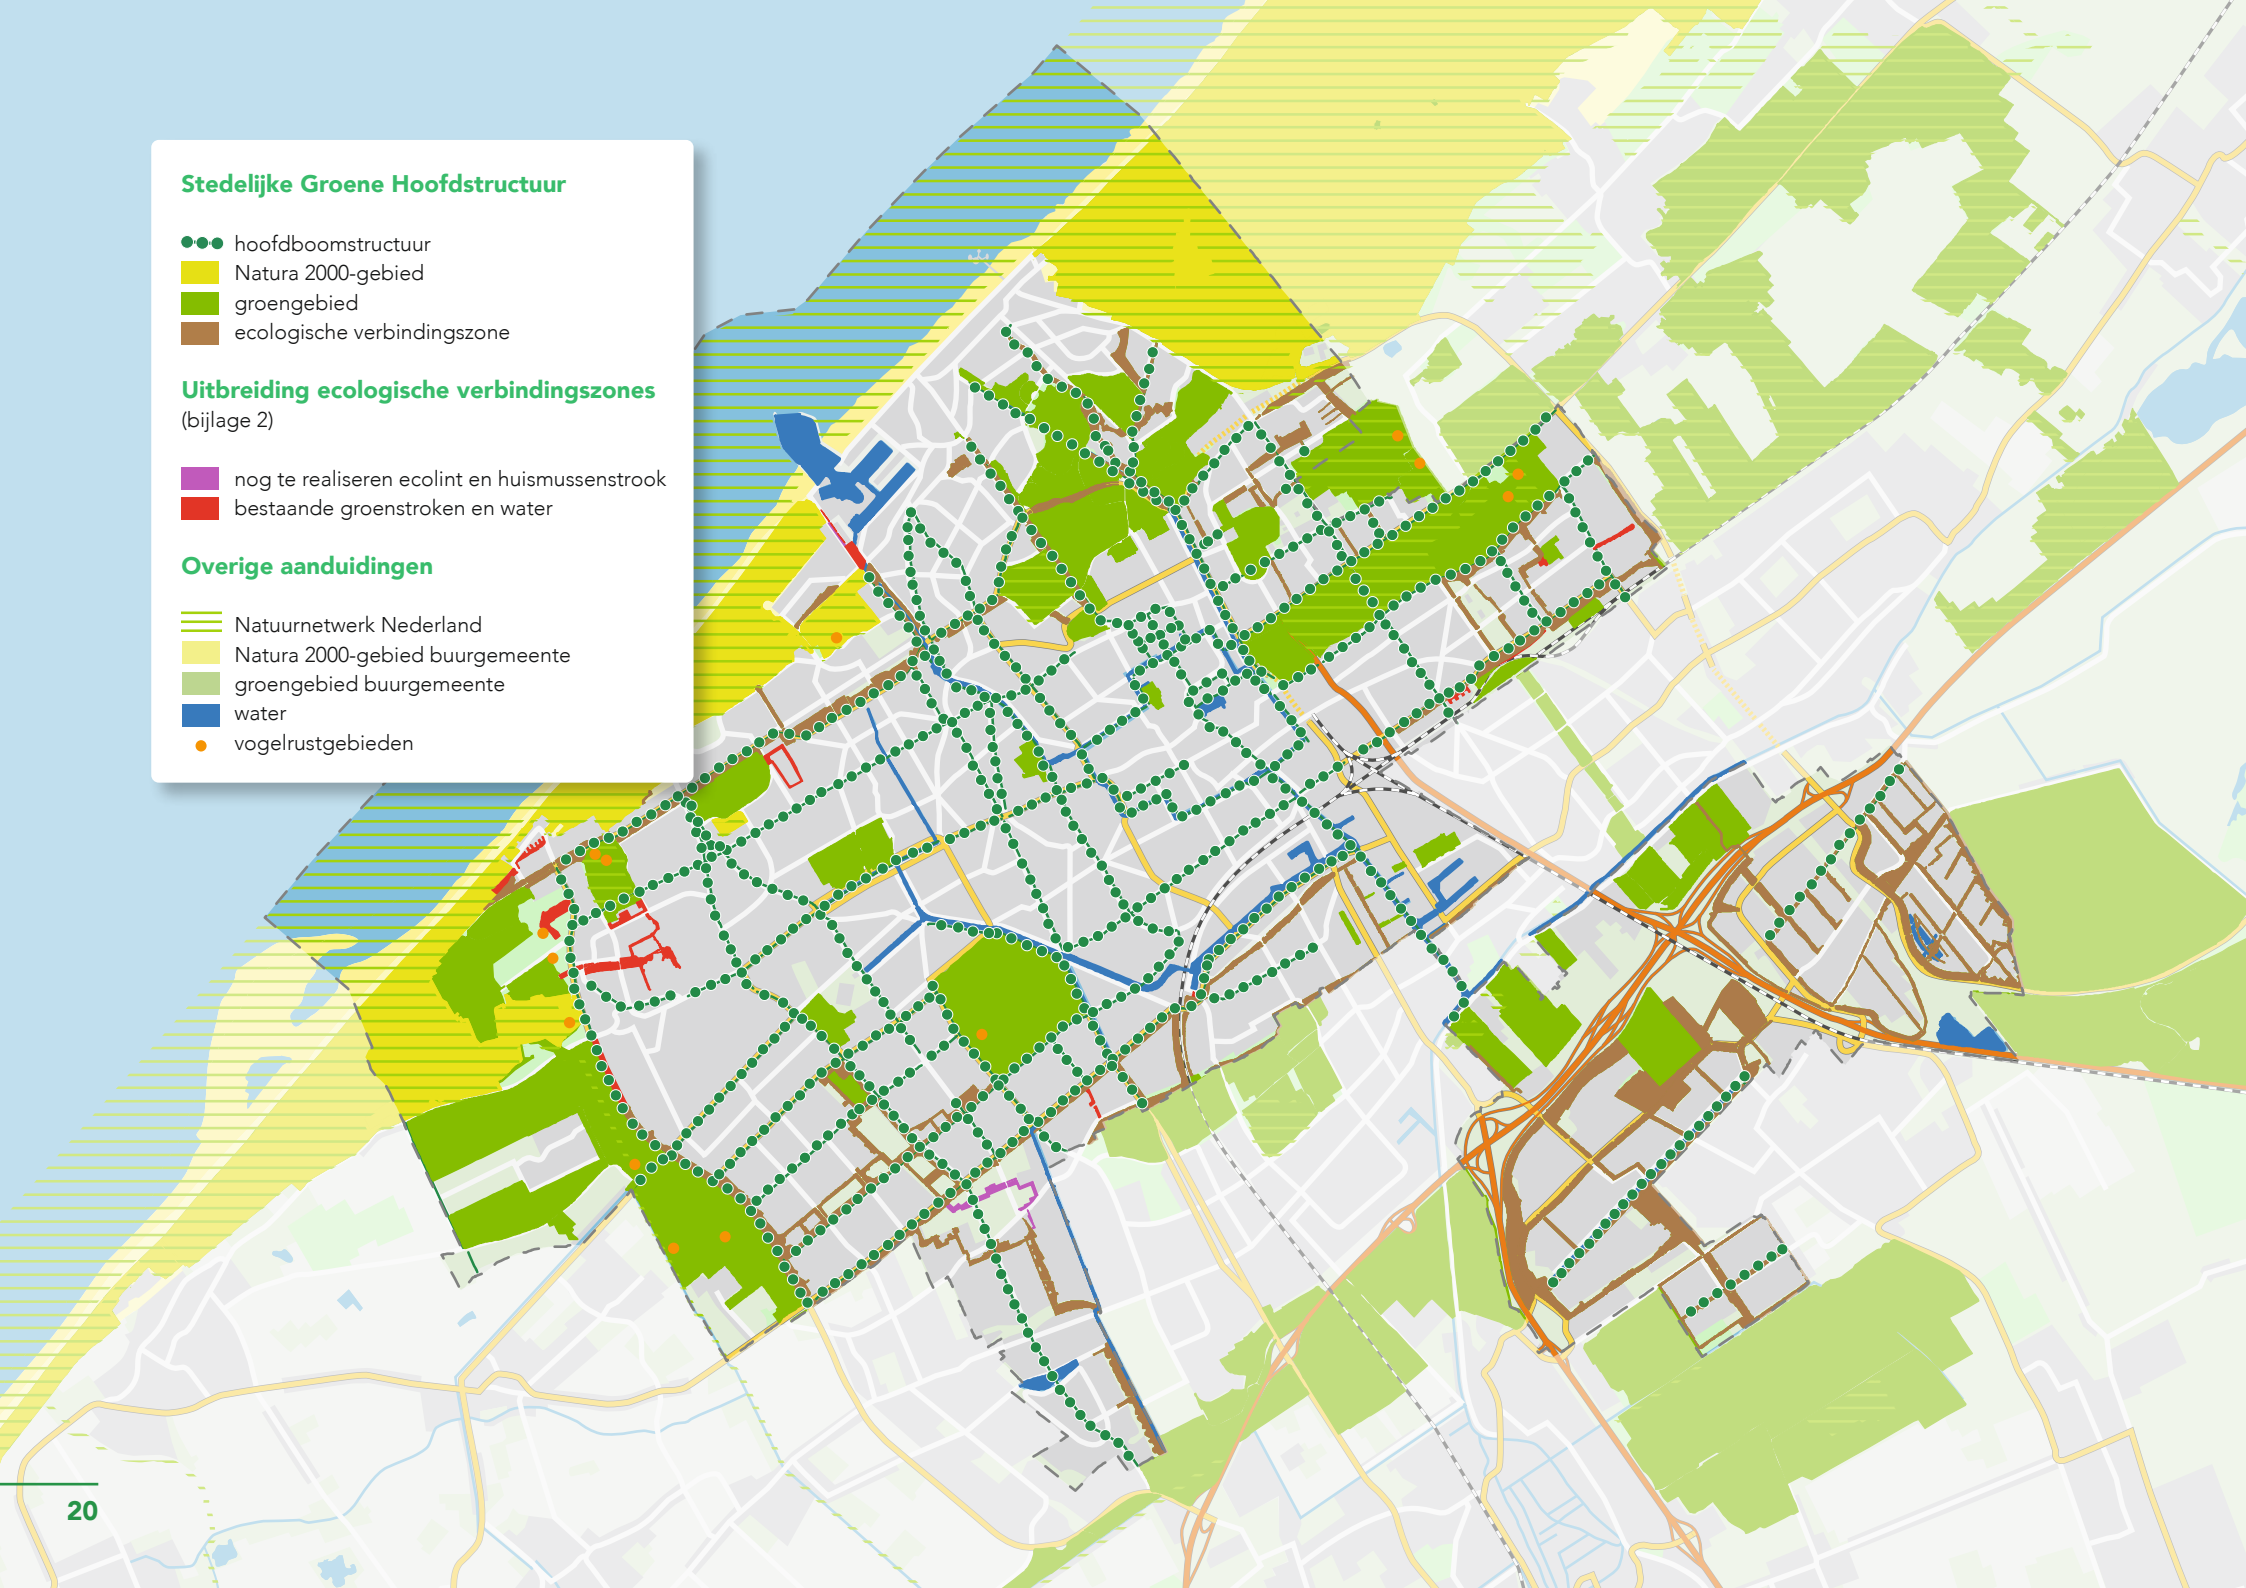 Stedelijke Groene Hoofdstructuur
hoofdboomstructuur
Natura 2000-gebied
groengebied
ecologische verbindingszone
Uitbreiding ecologische verbindingszones
(bijlage 2)
nog te realiseren ecolint en huismussenstrook
bestaande groenstroken en water
Overige aanduidingen
Natuurnetwerk Nederland
Natura 2000-gebied buurgemeente
groengebied buurgemeente
water
vogelrustgebieden
20